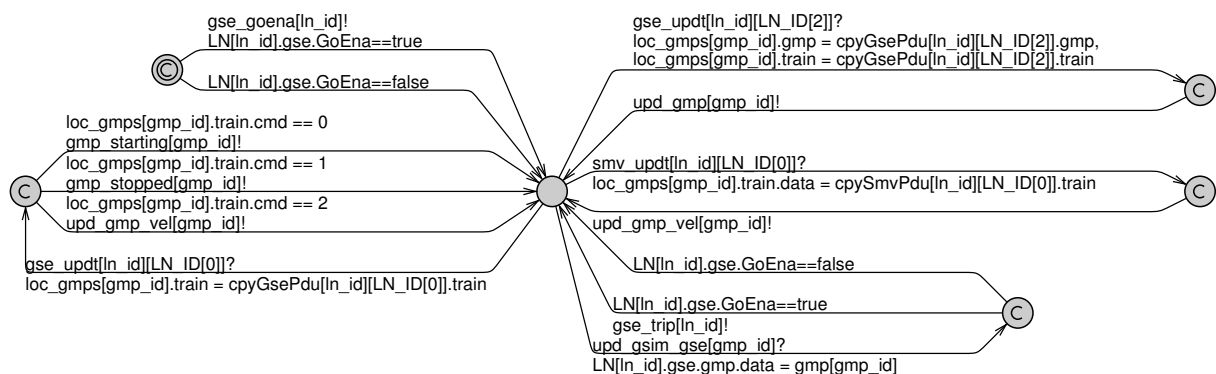 gse_goena[ln_id]!
LN[ln_id].gse.GoEna==true
LN[ln_id].gse.GoEna==false
C
gse_updt[ln_id][LN_ID[2]]?
loc_gmps[gmp_id].gmp = cpyGsePdu[ln_id][LN_ID[2]].gmp,
loc_gmps[gmp_id].train = cpyGsePdu[ln_id][LN_ID[2]].train
C
upd_gmp[gmp_id]!
loc_gmps[gmp_id].train.cmd == 0
gmp_starting[gmp_id]!
loc_gmps[gmp_id].train.cmd == 1
gmp_stopped[gmp_id]!
loc_gmps[gmp_id].train.cmd == 2
upd_gmp_vel[gmp_id]!
C
smv_updt[ln_id][LN_ID[0]]?
loc_gmps[gmp_id].train.data = cpySmvPdu[ln_id][LN_ID[0]].train
C
upd_gmp_vel[gmp_id]!
gse_updt[ln_id][LN_ID[0]]?
loc_gmps[gmp_id].train = cpyGsePdu[ln_id][LN_ID[0]].train
LN[ln_id].gse.GoEna==false
LN[ln_id].gse.GoEna==true
gse_trip[ln_id]!
C
upd_gsim_gse[gmp_id]?
LN[ln_id].gse.gmp.data = gmp[gmp_id]